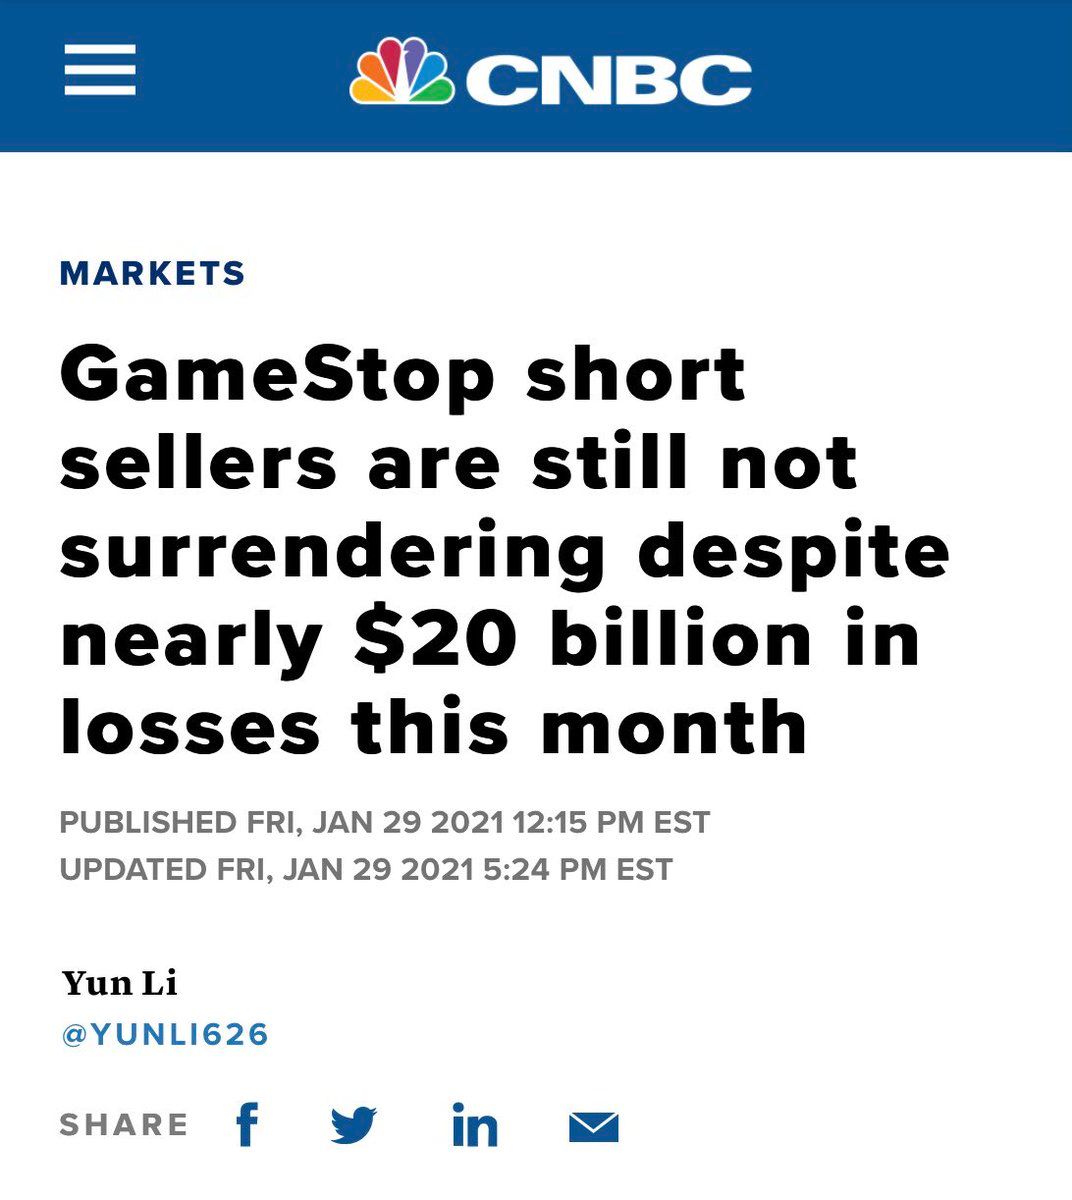 CNBC
MARKETS
GameStop short
sellers are still not
surrendering despite
nearly $20 billion in
losses this month
PUBLISHED FRI, JAN 29 2021 12:15 PM EST
UPDATED FRI, JAN 29 2021 5:24 PM EST
Yun Li
@YUNLI626
SHARE